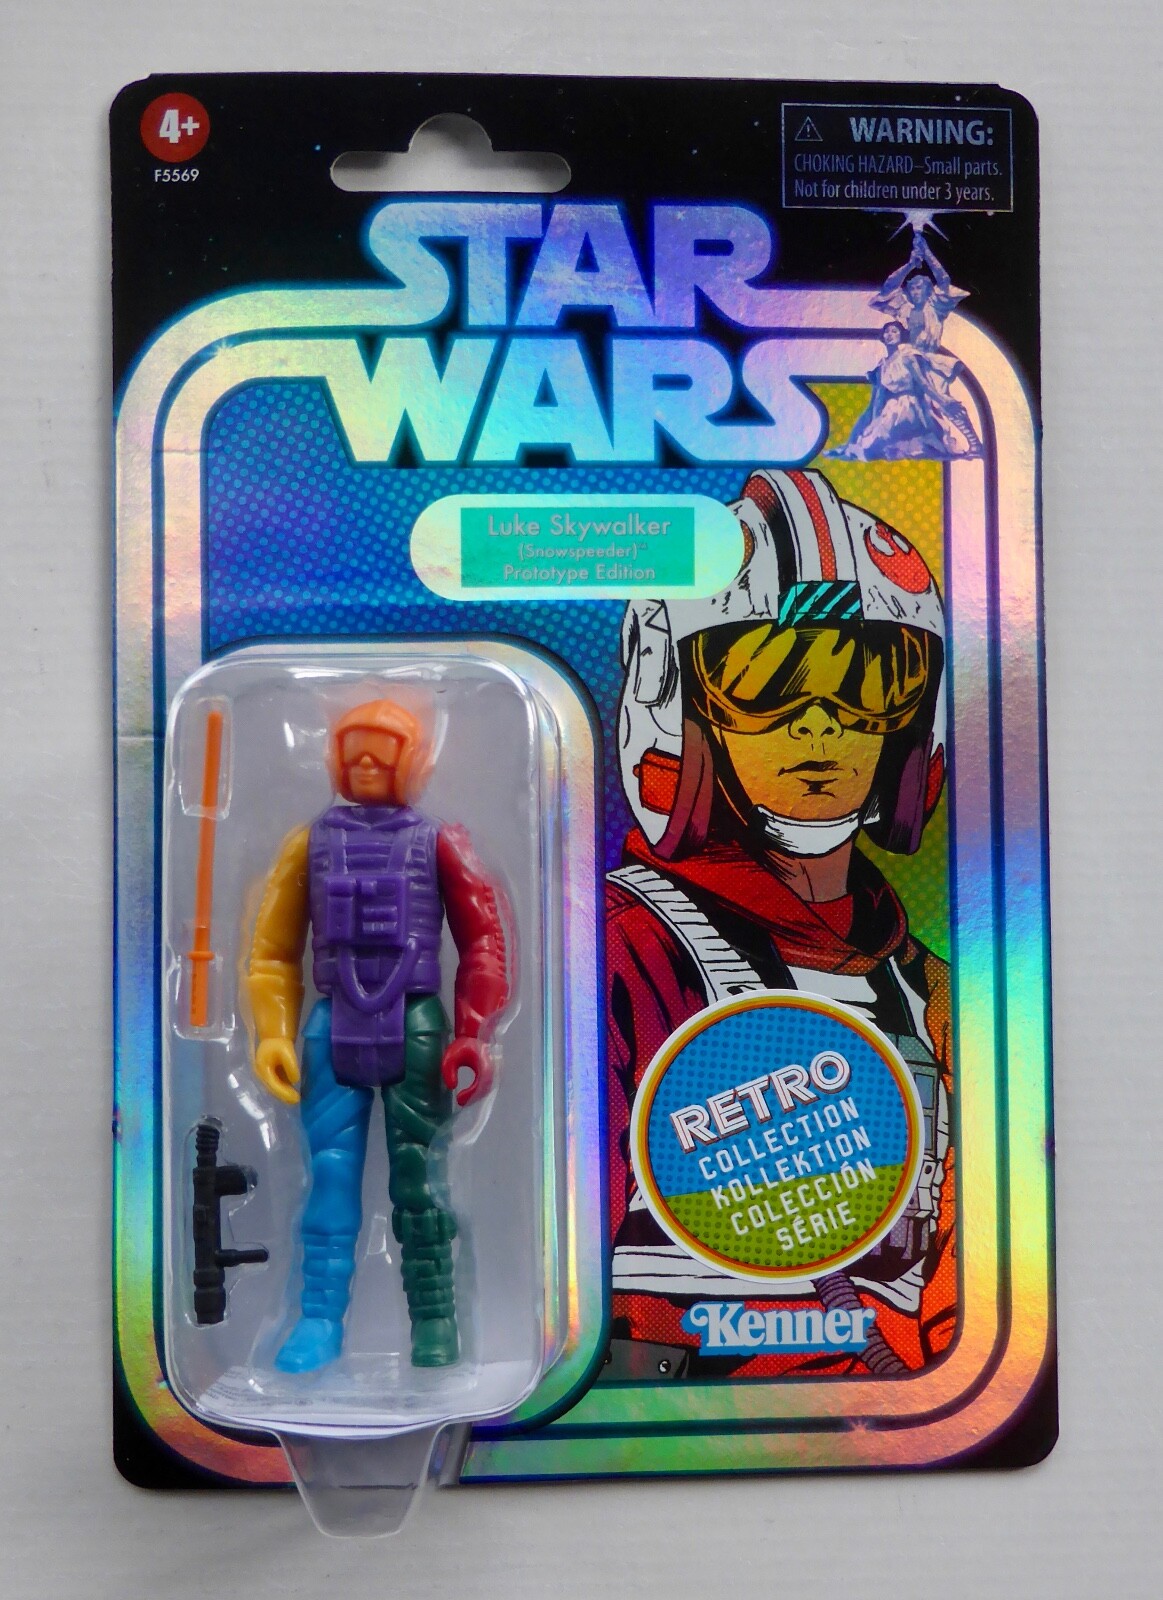 4+
F5569
WARNING:
CHOKING HAZARD–Small parts.
Not for children under 3 years.
STAR
WARS
Luke Skywalker
(Snowspeeder)™
Prototype Edition
RETRO
COLLECTION
KOLLEKTION
COLECCIÓN
SÉRIE
Kenner